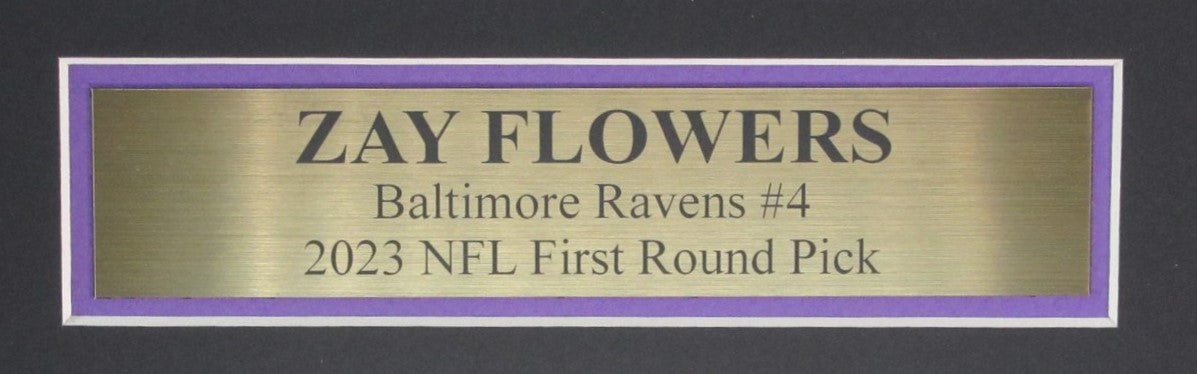 ZAY FLOWERS
Baltimore Ravens #4
2023 NFL First Round Pick